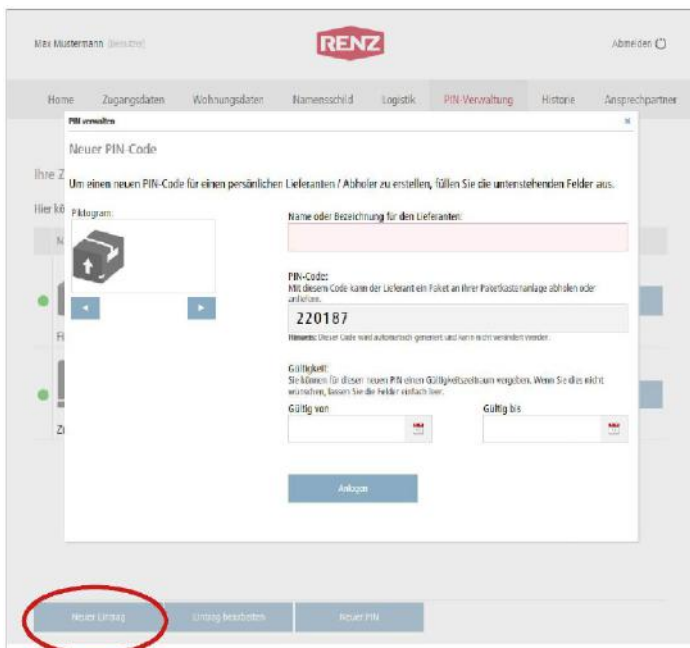 Max Mustermann (Benutzer)
RENZ
Abmelden
Home Zugangsdaten Wohnungsdaten Namensschild Logistik PIN-Verwaltung Historie Ansprechpartner
PIN verwalten
Neuer PIN-Code
Ihre Z
Um einen neuen PIN-Code für einen persönlichen Lieferanten / Abholer zu erstellen, füllen Sie die untenstehenden Felder aus.
Hier kö
Piktogram:
Name oder Bezeichnung für den Lieferanten:
N
PIN-Code:
Mit diesem Code kann der Lieferant ein Paket an Ihrer Paketkastenanlage abholen oder
anliefern.
220187
Hinweis: Dieser Code wird automatisch generiert und kann nicht verändert werden.
Fi
Gültigkeit:
Sie können für diesen neuen PIN einen Gültigkeitszeitraum vergeben. Wenn Sie dies nicht
wünschen, lassen Sie die Felder einfach leer.
Gültig von Gültig bis
Zu
Anlegen
Neuer Eintrag Eintrag bearbeiten Neuer PIN